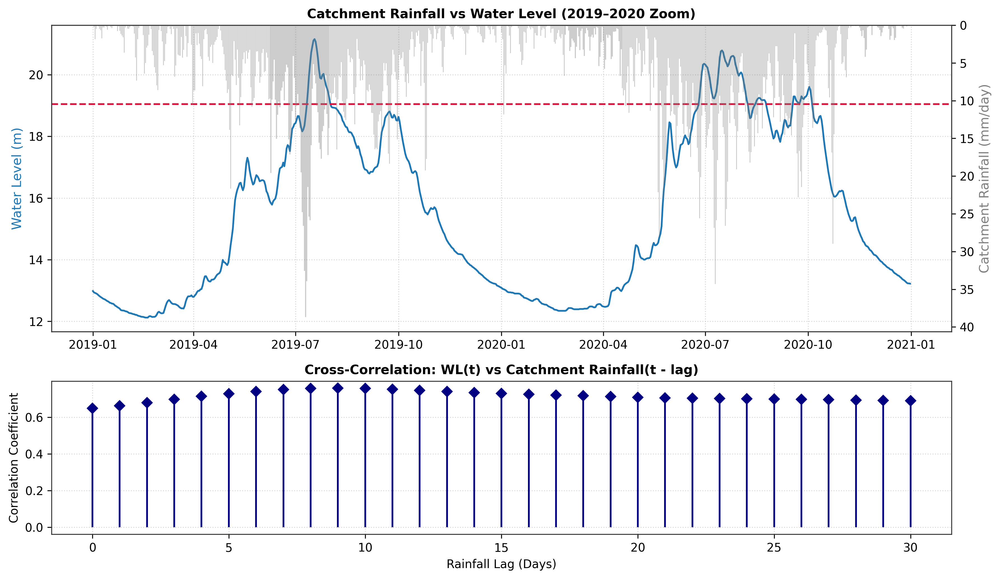 Catchment Rainfall vs Water Level (2019–2020 Zoom)
Water Level (m)
20
18
16
14
12
0
5
10
15
20
25
30
35
40
Catchment Rainfall (mm/day)
2019-01 2019-04 2019-07 2019-10 2020-01 2020-04 2020-07 2020-10 2021-01
Cross-Correlation: WL(t) vs Catchment Rainfall(t - lag)
Correlation Coefficient
0.6
0.4
0.2
0.0
0 5 10 15 20 25 30
Rainfall Lag (Days)